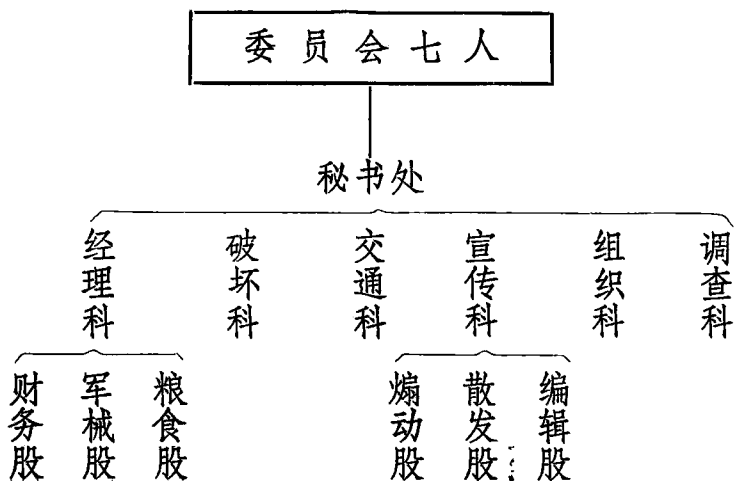 委员会七人
秘书处
经理科
破坏科
交通科
宣传科
组织科
调查科
财务股
军械股
粮食股
煽动股
散发股
编辑股